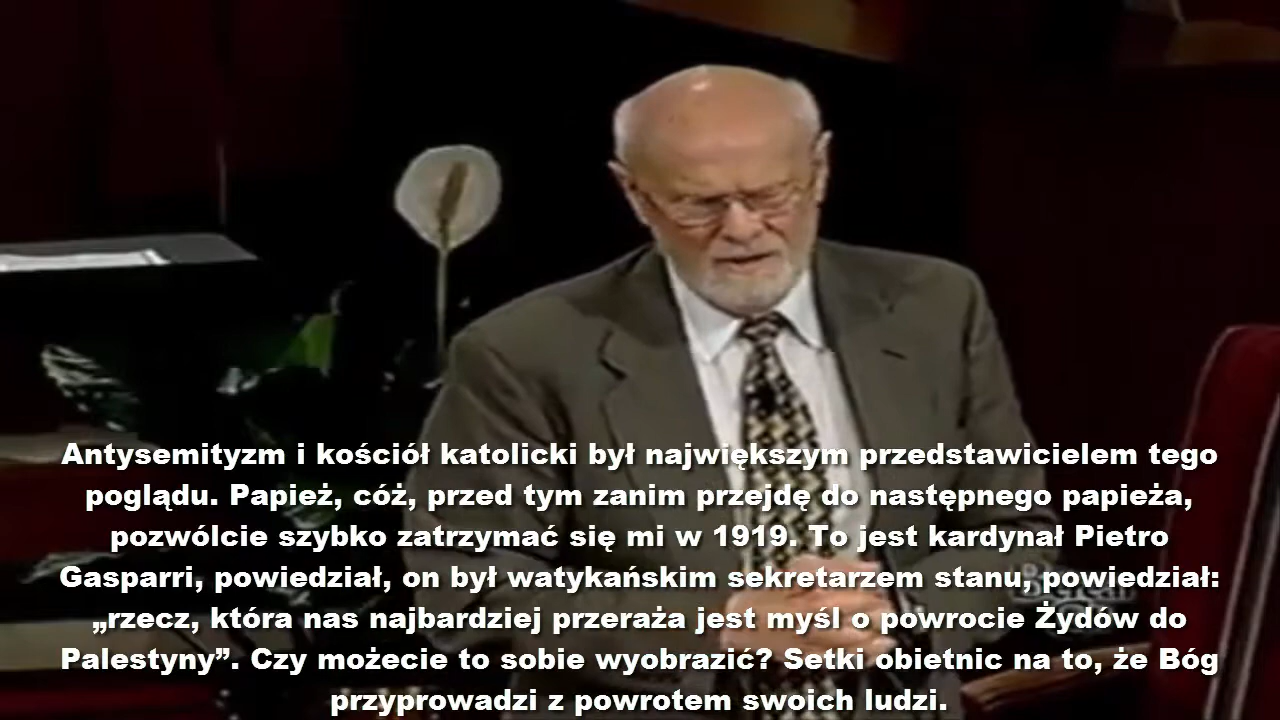 Antysemityzm i kościół katolicki był największym przedstawicielem tego
poglądu. Papież, cóż, przed tym zanim przejdę do następnego papieża,
pozwólcie szybko zatrzymać się mi w 1919. To jest kardynał Pietro
Gasparri, powiedział, on był watykańskim sekretarzem stanu, powiedział:
„rzecz, która nas najbardziej przeraża jest myśl o powrocie Żydów do
Palestyny”. Czy możecie to sobie wyobrazić? Setki obietnic na to, że Bóg
przyprowadzi z powrotem swoich ludzi.